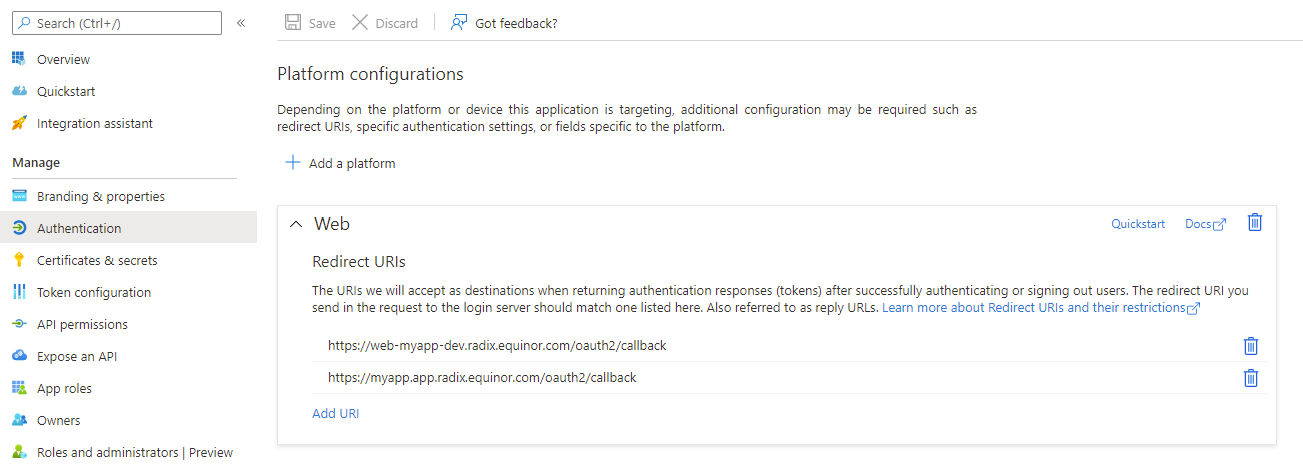 Search (Ctrl+/)
«
Overview
Quickstart
Integration assistant
Manage
Branding & properties
Authentication
Certificates & secrets
Token configuration
API permissions
Expose an API
App roles
Owners
Roles and administrators | Preview
Save
Discard
Got feedback?
Platform configurations
Depending on the platform or device this application is targeting, additional configuration may be required such as
redirect URIs, specific authentication settings, or fields specific to the platform.
Add a platform
Web
Quickstart
Docs
Redirect URIs
The URIs we will accept as destinations when returning authentication responses (tokens) after successfully authenticating or signing out users. The redirect URI you
send in the request to the login server should match one listed here. Also referred to as reply URLs. Learn more about Redirect URIs and their restrictions
https://web-myapp-dev.radix.equinor.com/oauth2/callback
https://myapp.app.radix.equinor.com/oauth2/callback
Add URI